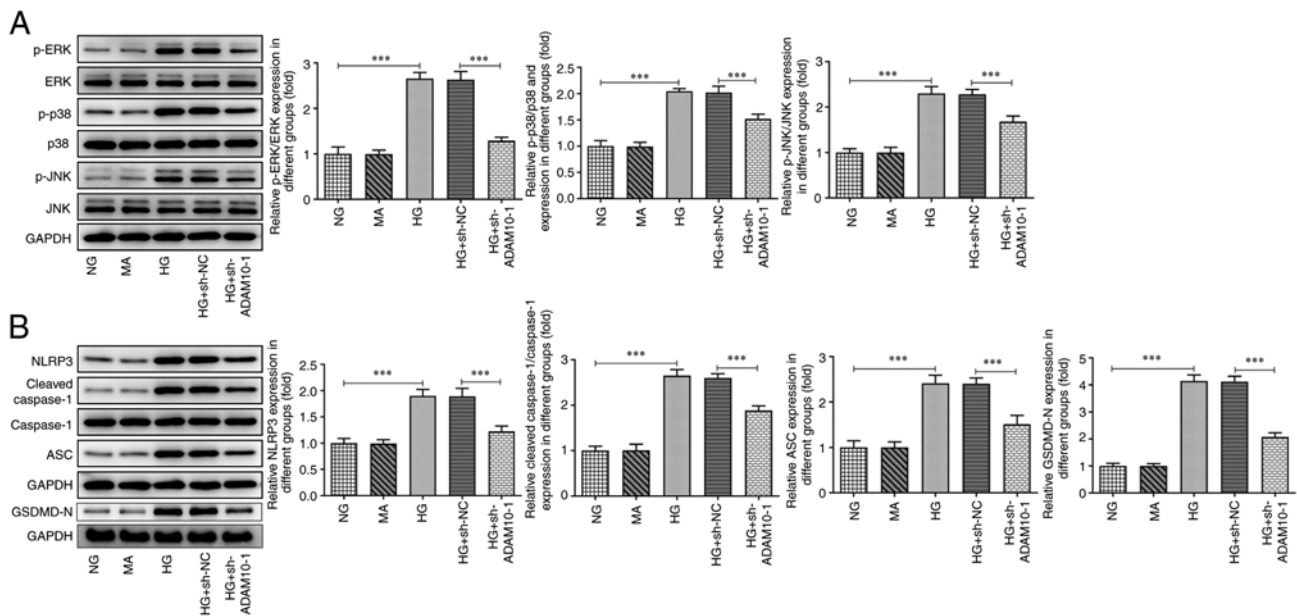 A
p-ERK
ERK
p-p38
p38
p-JNK
JNK
GAPDH
NG
MA
HG
HG+sh-NC
HG+sh-
ADAM10-1
Relative p-ERK/ERK expression in
different groups (fold)
3
2
1
0
***
***
NG
MA
HG
HG+sh-NC
HG+sh-
ADAM10-1
Relative p-p38/p38 and
expression in different groups (fold)
2.5
2.0
1.5
1.0
0.5
0.0
***
***
NG
MA
HG
HG+sh-NC
HG+sh-
ADAM10-1
Relative p-JNK/JNK expression
in different groups (fold)
3
2
1
0
***
***
NG
MA
HG
HG+sh-NC
HG+sh-
ADAM10-1
B
NLRP3
Cleaved
caspase-1
Caspase-1
ASC
GAPDH
GSDMD-N
GAPDH
NG
MA
HG
HG+sh-NC
HG+sh-
ADAM10-1
Relative NLRP3 expression in
different groups (fold)
2.5
2.0
1.5
1.0
0.5
0.0
***
***
NG
MA
HG
HG+sh-NC
HG+sh-
ADAM10-1
Relative cleaved caspase-1/caspase-1
expression in different groups (fold)
3
2
1
0
***
***
NG
MA
HG
HG+sh-NC
HG+sh-
ADAM10-1
Relative ASC expression in
different groups (fold)
3
2
1
0
***
***
NG
MA
HG
HG+sh-NC
HG+sh-
ADAM10-1
Relative GSDMD-N expression in
different groups (fold)
5
4
3
2
1
0
***
***
NG
MA
HG
HG+sh-NC
HG+sh-
ADAM10-1